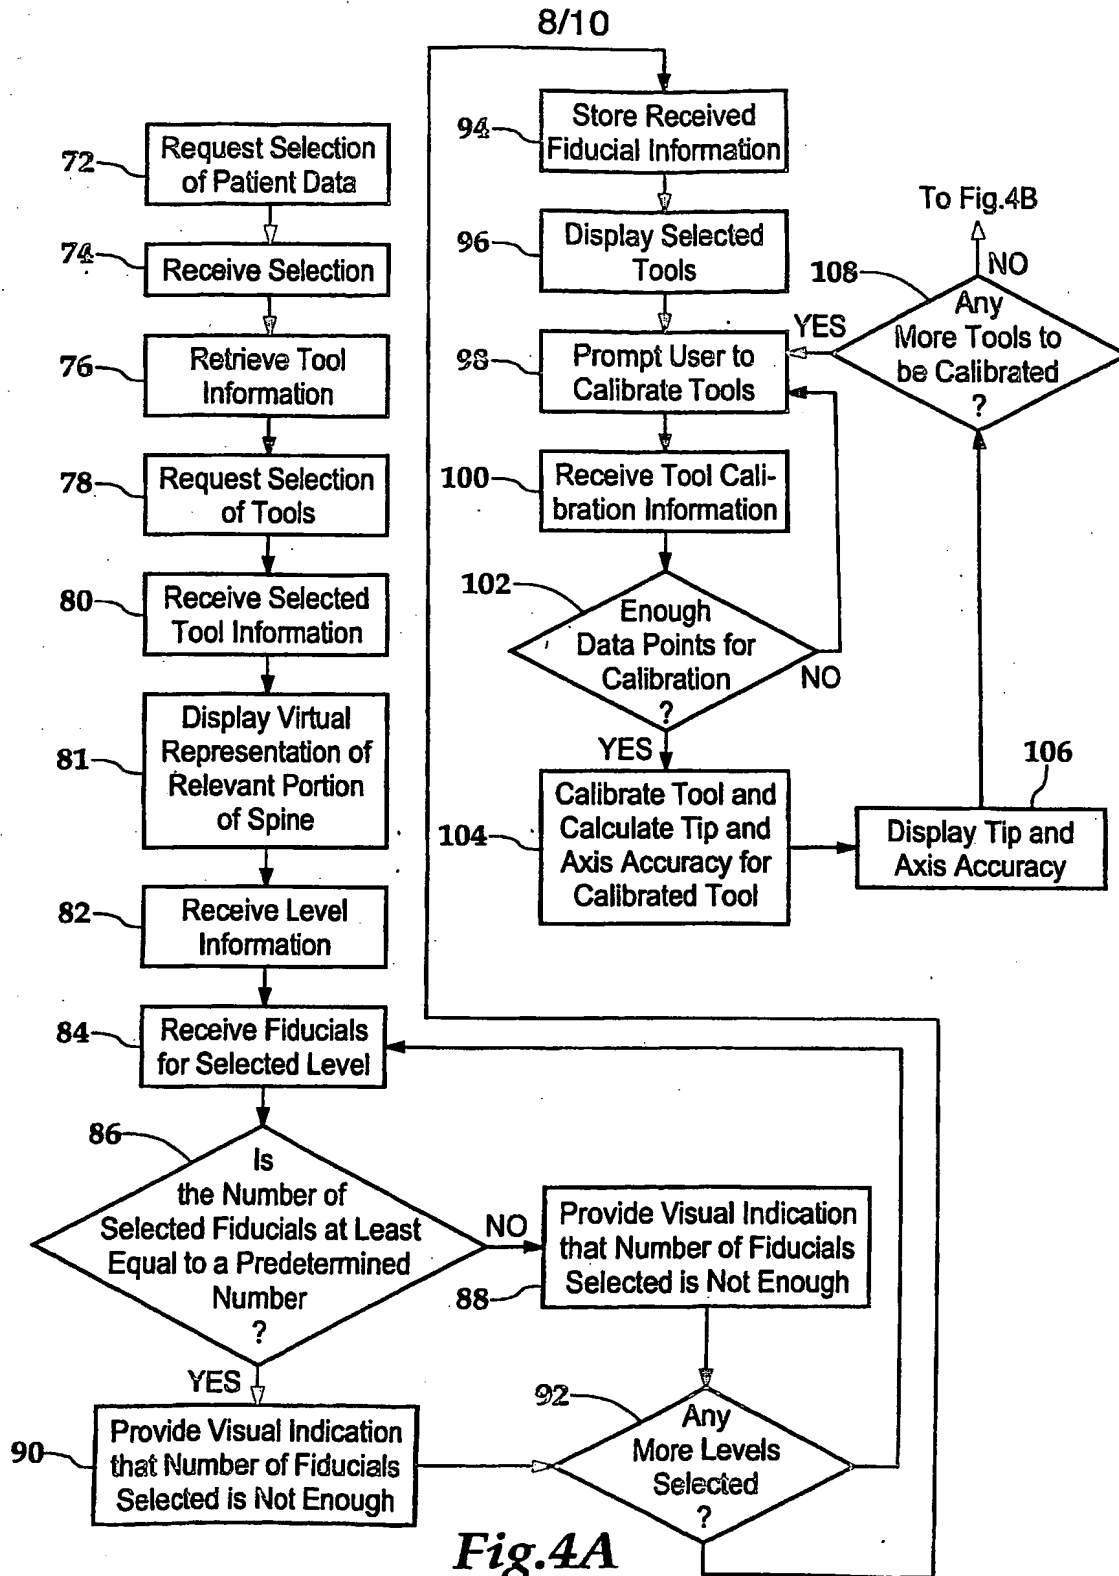 8/10
72
Request Selection
of Patient Data
74
Receive Selection
76
Retrieve Tool
Information
78
Request Selection
of Tools
80
Receive Selected
Tool Information
81
Display Virtual
Representation of
Relevant Portion
of Spine
82
Receive Level
Information
84
Receive Fiducials
for Selected Level
86
Is
the Number of
Selected Fiducials at Least
Equal to a Predetermined
Number
?
NO
YES
88
Provide Visual Indication
that Number of Fiducials
Selected is Not Enough
90
Provide Visual Indication
that Number of Fiducials
Selected is Not Enough
92
Any
More Levels
Selected
?
94
Store Received
Fiducial Information
96
Display Selected
Tools
98
Prompt User to
Calibrate Tools
100
Receive Tool Cali-
bration Information
102
Enough
Data Points for
Calibration
?
NO
YES
104
Calibrate Tool and
Calculate Tip and
Axis Accuracy for
Calibrated Tool
106
Display Tip and
Axis Accuracy
108
Any
More Tools to
be Calibrated
?
YES
NO
To Fig.4B
Fig.4A